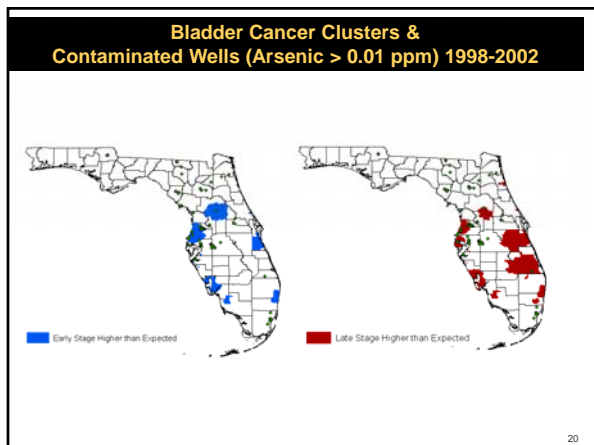 Bladder Cancer Clusters &
Contaminated Wells (Arsenic > 0.01 ppm) 1998-2002
Early Stage Higher than Expected
Late Stage Higher than Expected
20